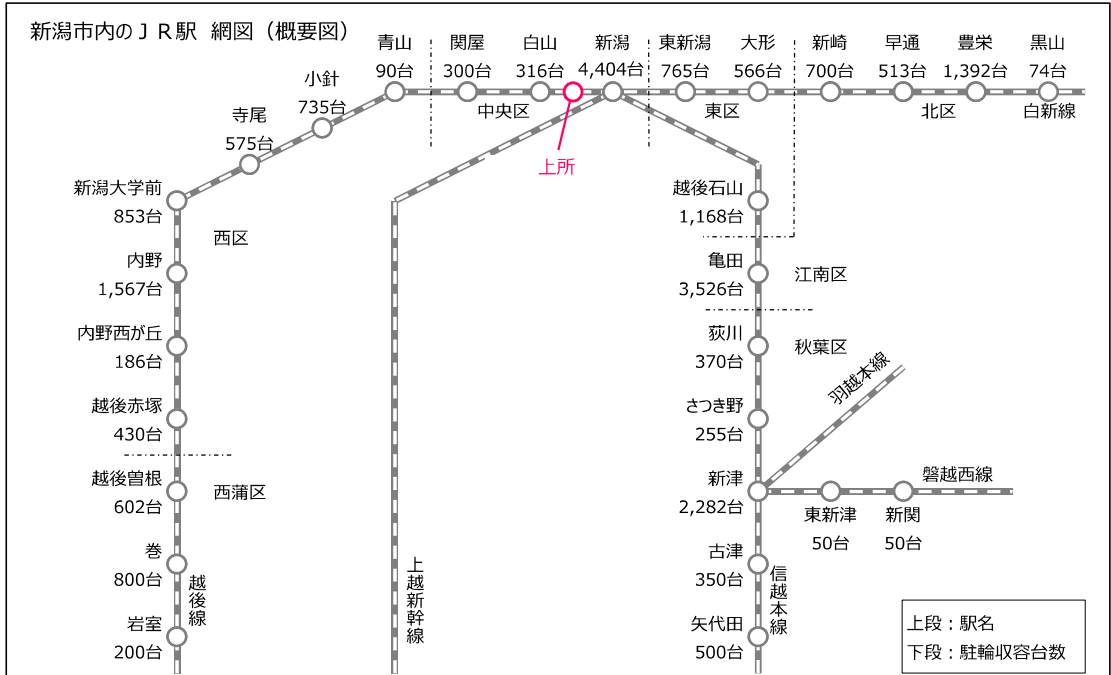 新潟市内のＪＲ駅 網図（概要図）
青山
90台
関屋
300台
白山
316台
新潟
4,404台
東新潟
765台
大形
566台
新崎
700台
早通
513台
豊栄
1,392台
黒山
74台
小針
735台
寺尾
575台
中央区
東区
北区
白新線
上所
新潟大学前
853台
西区
内野
1,567台
内野西が丘
186台
越後赤塚
430台
越後曽根
602台
西蒲区
巻
800台
越後線
岩室
200台
上越新幹線
越後石山
1,168台
亀田
3,526台
江南区
荻川
370台
秋葉区
さつき野
255台
羽越本線
新津
2,282台
磐越西線
東新津
50台
新関
50台
古津
350台
信越本線
矢代田
500台
上段：駅名
下段：駐輪収容台数